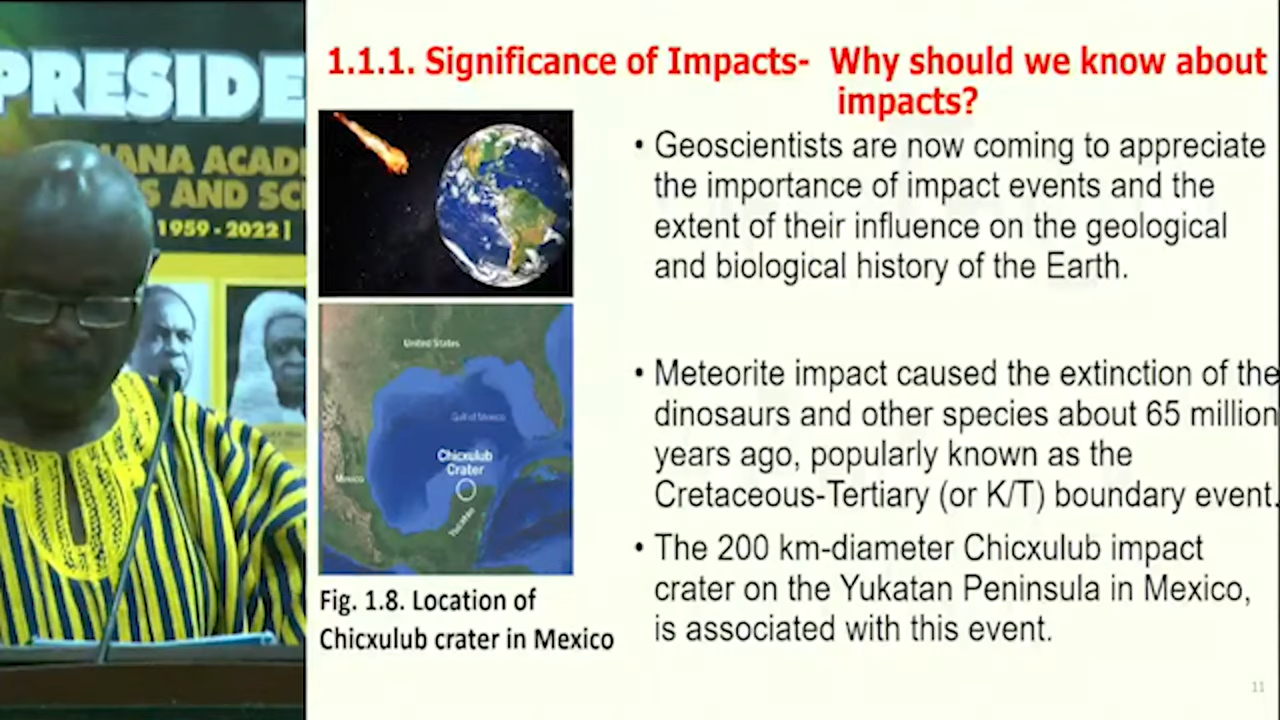 PRESIDE
ANA ACADE
S AND SCI
1959 - 2022 ]
1.1.1. Significance of Impacts- Why should we know about
impacts?
• Geoscientists are now coming to appreciate
the importance of impact events and the
extent of their influence on the geological
and biological history of the Earth.
United States
Gulf of Mexico
Chicxulub
Crater
Mexico
Yucatan
• Meteorite impact caused the extinction of the
dinosaurs and other species about 65 million
years ago, popularly known as the
Cretaceous-Tertiary (or K/T) boundary event.
• The 200 km-diameter Chicxulub impact
crater on the Yukatan Peninsula in Mexico,
is associated with this event.
Fig. 1.8. Location of
Chicxulub crater in Mexico
11